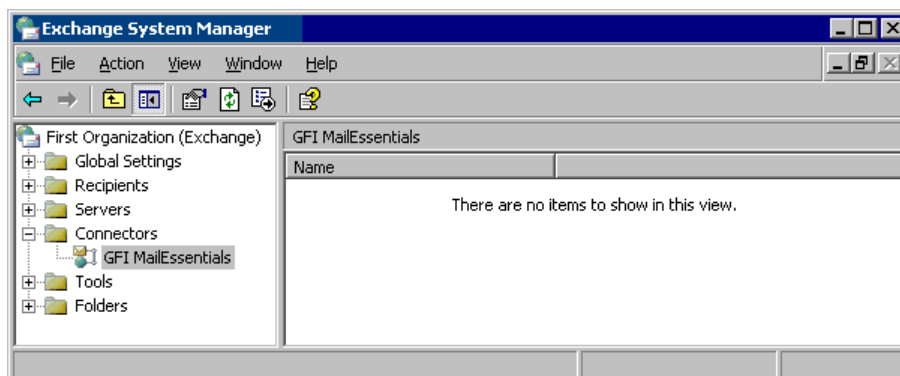 Exchange System Manager
File Action View Window Help
First Organization (Exchange)
Global Settings
Recipients
Servers
Connectors
GFI MailEssentials
Tools
Folders
GFI MailEssentials
Name
There are no items to show in this view.